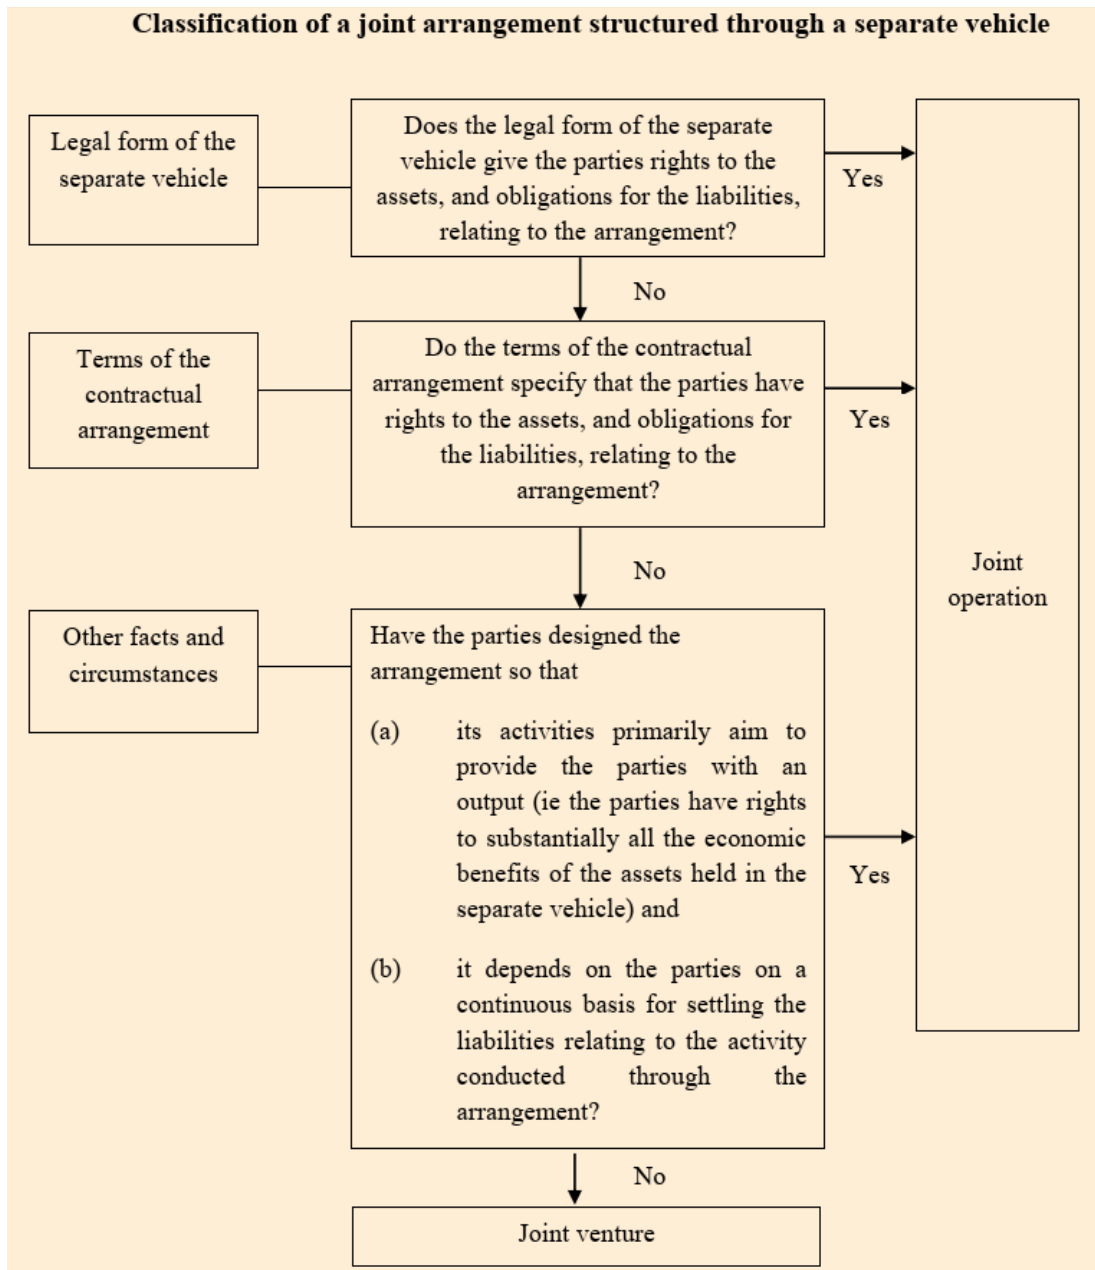 Classification of a joint arrangement structured through a separate vehicle
Legal form of the
separate vehicle
Does the legal form of the separate
vehicle give the parties rights to the
assets, and obligations for the liabilities,
relating to the arrangement?
Yes
No
Terms of the
contractual
arrangement
Do the terms of the contractual
arrangement specify that the parties have
rights to the assets, and obligations for
the liabilities, relating to the
arrangement?
Yes
No
Joint
operation
Other facts and
circumstances
Have the parties designed the
arrangement so that
(a) its activities primarily aim to
provide the parties with an
output (ie the parties have rights
to substantially all the economic
benefits of the assets held in the
separate vehicle) and
(b) it depends on the parties on a
continuous basis for settling the
liabilities relating to the activity
conducted through the
arrangement?
Yes
No
Joint venture